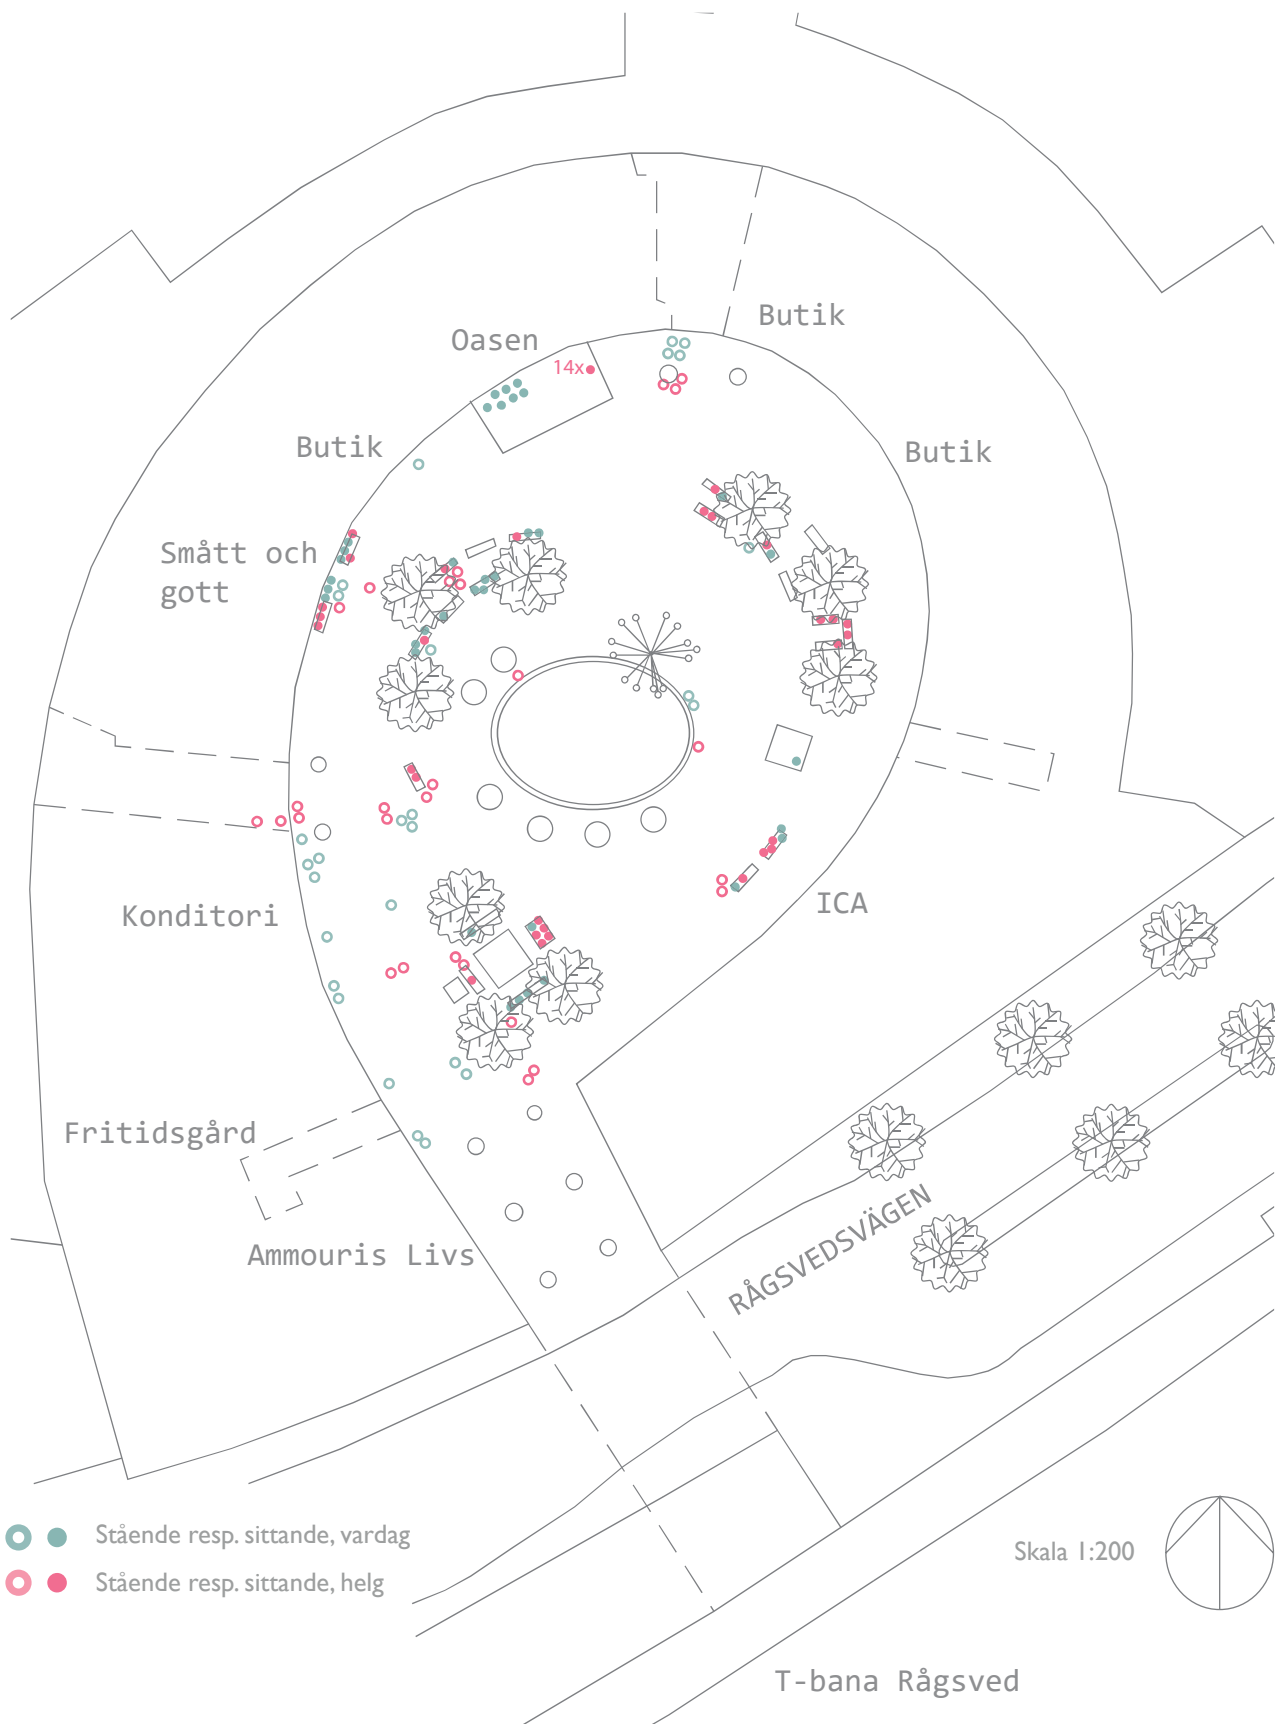 Butik
Oasen
14x
Butik
Butik
Smått och
gott
Konditori
ICA
Fritidsgård
RÅGSVEDSVÄGEN
Ammouris Livs
Stående resp. sittande, vardag
Stående resp. sittande, helg
Skala 1:200
T-bana Rågsved